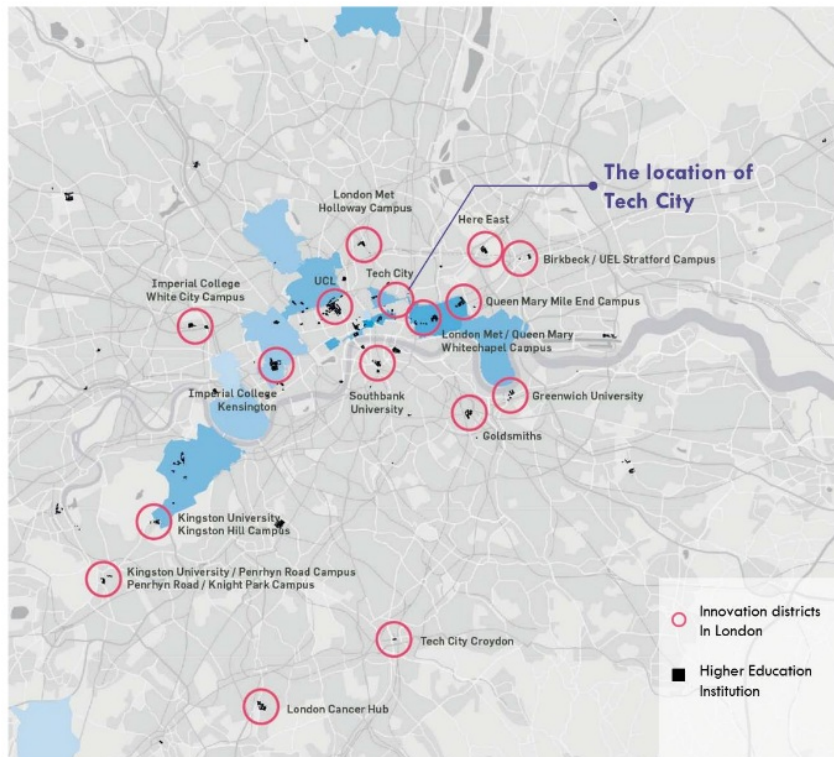 The location of
Tech City
London Met
Holloway Campus
Here East
Birkbeck / UEL Stratford Campus
Tech City
UCL
Imperial College
White City Campus
Queen Mary Mile End Campus
London Met / Queen Mary
Whitechapel Campus
Imperial College
Kensington
Southbank
University
Greenwich University
Goldsmiths
Kingston University
Kingston Hill Campus
Kingston University / Penrhyn Road Campus
Penrhyn Road / Knight Park Campus
Tech City Croydon
London Cancer Hub
Innovation districts
In London
Higher Education
Institution